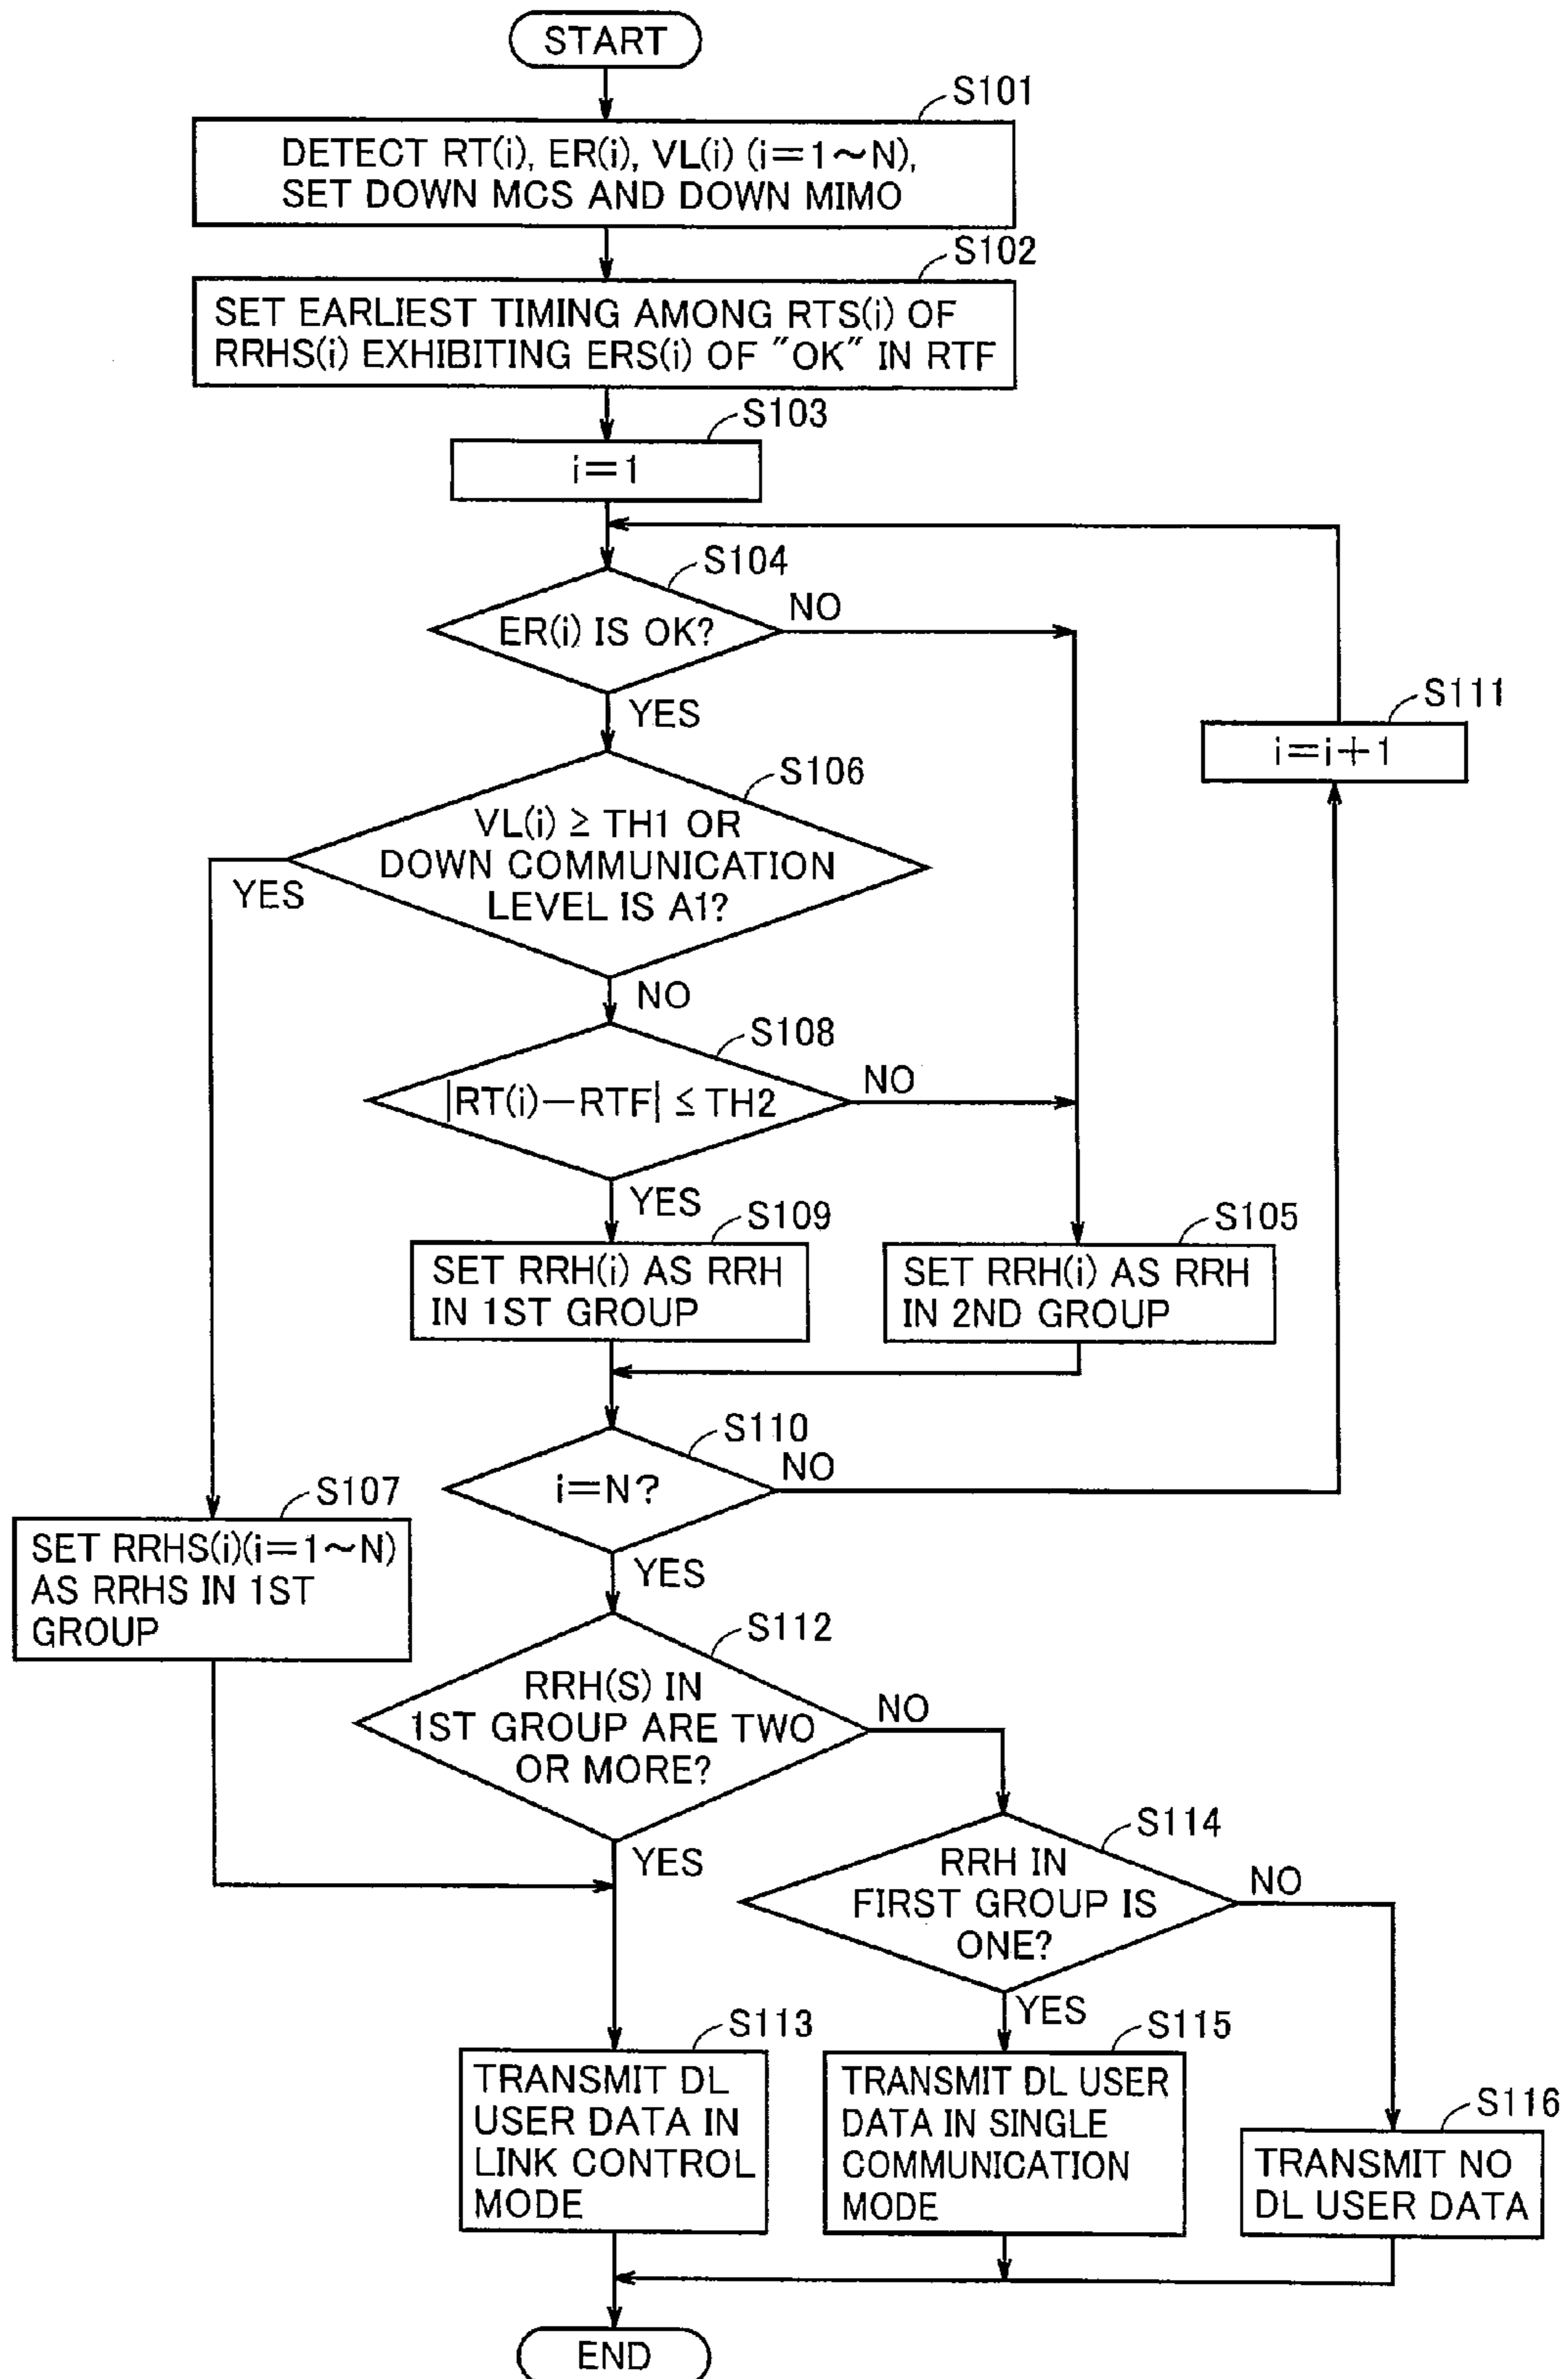 START
S101
DETECT RT(i), ER(i), VL(i) (i=1~N),
SET DOWN MCS AND DOWN MIMO
S102
SET EARLIEST TIMING AMONG RTS(i) OF
RRHS(i) EXHIBITING ERS(i) OF "OK" IN RTF
S103
i=1
S104
ER(i) IS OK?
NO
YES
S111
i=i+1
S106
VL(i) ≧ TH1 OR
DOWN COMMUNICATION
LEVEL IS A1?
YES
NO
S108
|RT(i)-RTF| ≦ TH2
NO
YES
S109
SET RRH(i) AS RRH
IN 1ST GROUP
S105
SET RRH(i) AS RRH
IN 2ND GROUP
S110
i=N?
NO
YES
S107
SET RRHS(i)(i=1~N)
AS RRHS IN 1ST
GROUP
S112
RRH(S) IN
1ST GROUP ARE TWO
OR MORE?
NO
YES
S114
RRH IN
FIRST GROUP IS
ONE?
NO
YES
S113
TRANSMIT DL
USER DATA IN
LINK CONTROL
MODE
S115
TRANSMIT DL USER
DATA IN SINGLE
COMMUNICATION
MODE
S116
TRANSMIT NO
DL USER DATA
END